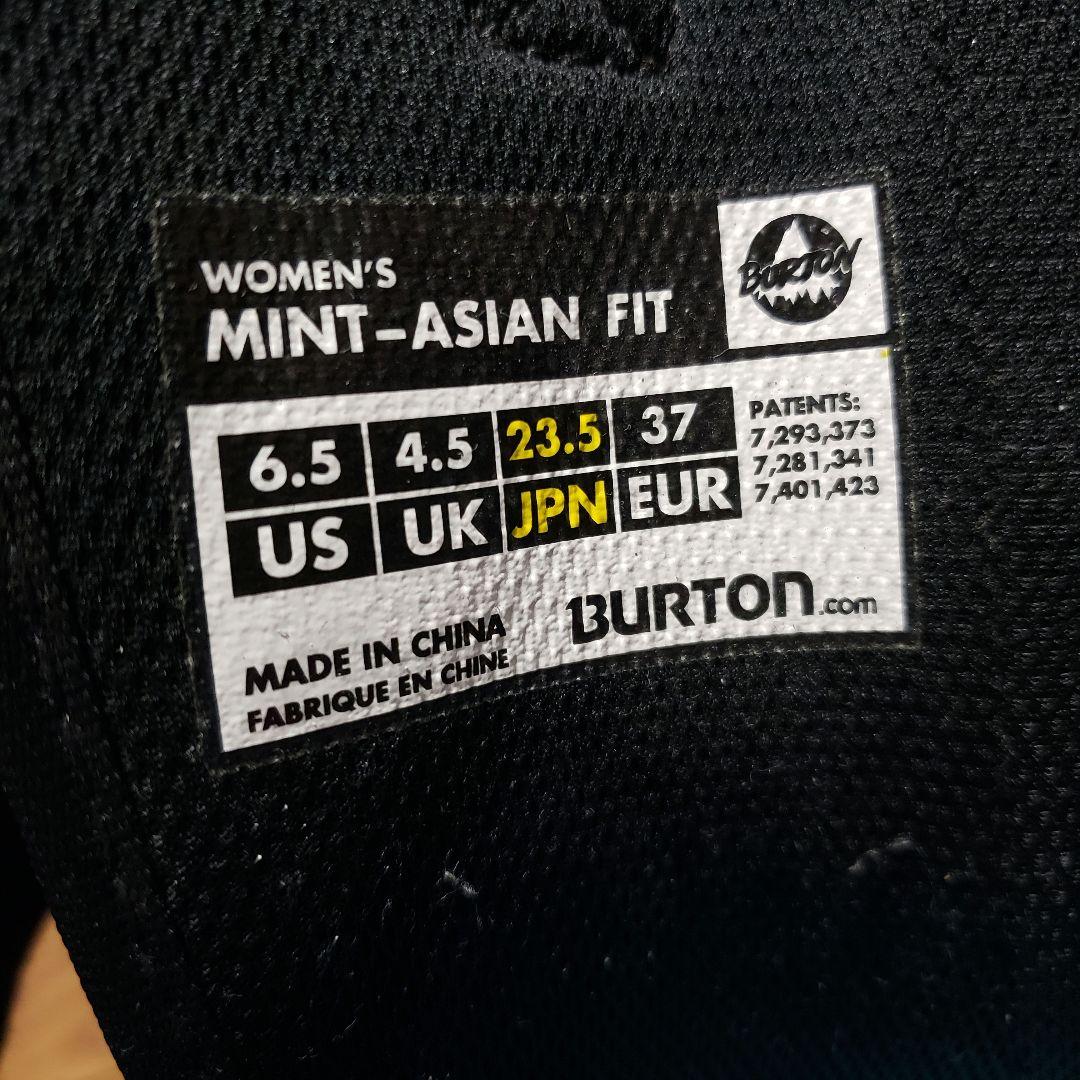 WOMEN'S
MINT-ASIAN FIT
BURTON
6.5 4.5 23.5 37
US UK JPN EUR
PATENTS:
7,293,373
7,281,341
7,401,423
BURTON.com
MADE IN CHINA
FABRIQUE EN CHINE